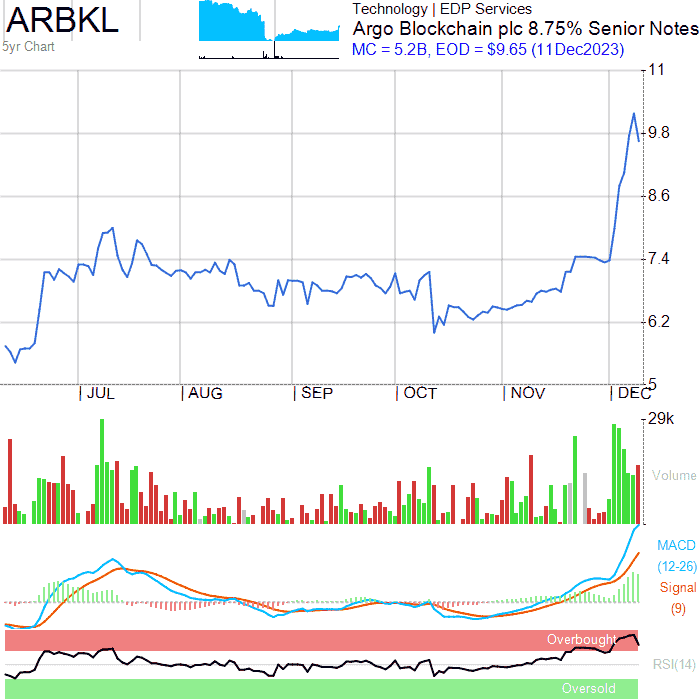 ARBKL
5yr Chart
Technology | EDP Services
Argo Blockchain plc 8.75% Senior Notes
MC = 5.2B, EOD = $9.65 (11Dec2023)
11
9.8
8.6
7.4
6.2
5
| JUL | AUG | SEP | OCT | NOV | DEC
29k
Volume
MACD
(12-26)
Signal
(9)
Overbought
RSI(14)
Oversold